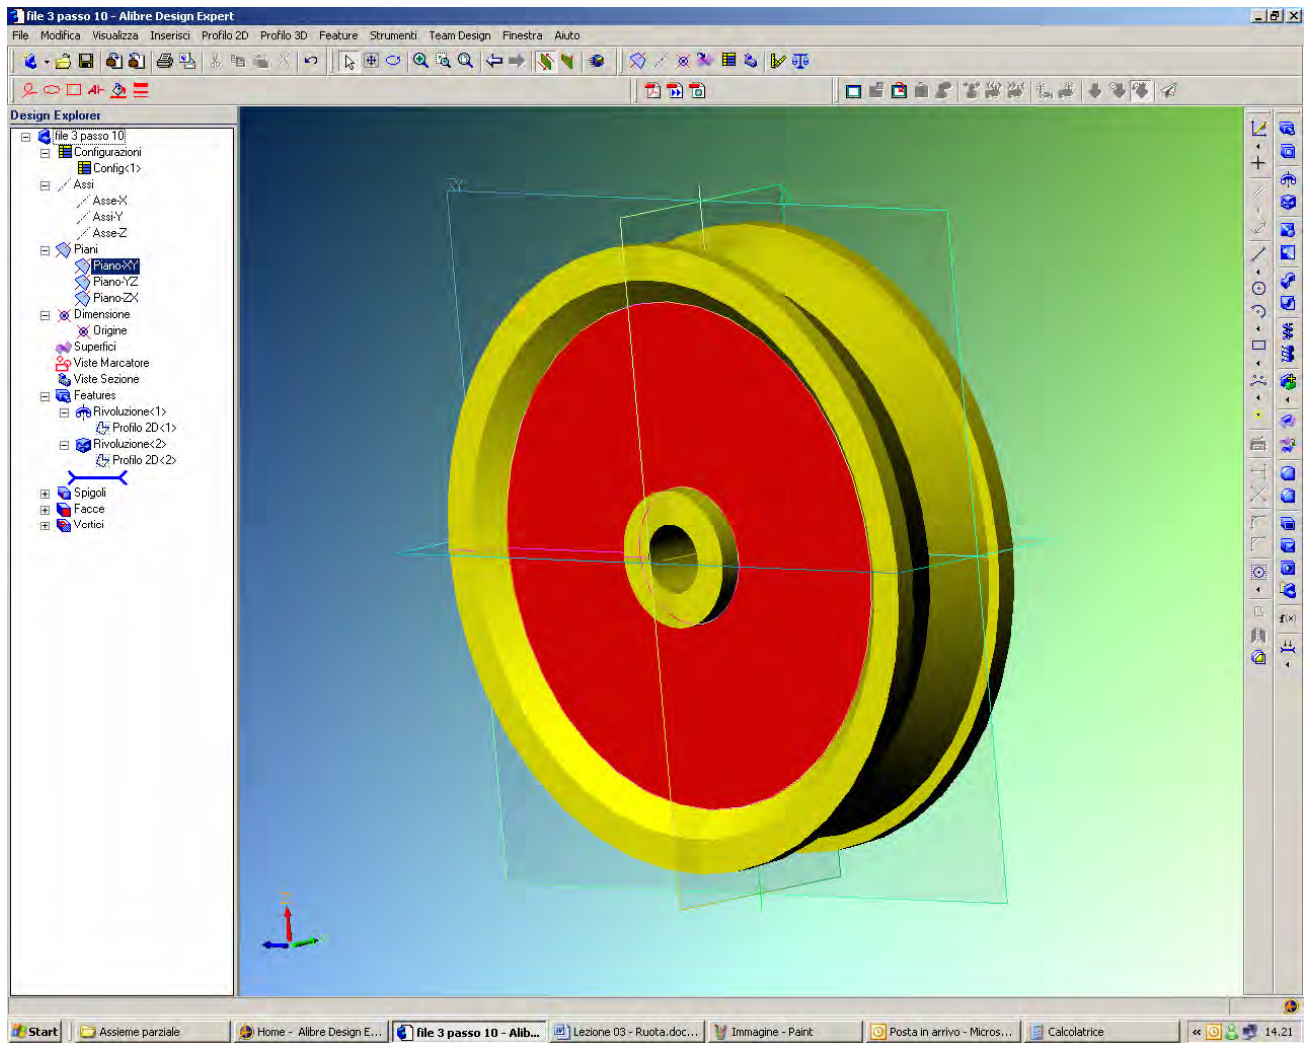 file 3 passo 10 - Alibre Design Expert
File Modifica Visualizza Inserisci Profilo 2D Profilo 3D Feature Strumenti Team Design Finestra Aiuto
Design Explorer
file 3 passo 10
Configurazioni
Config<1>
Assi
Asse-X
Assi-Y
Asse-Z
Piani
Piano-XY
Piano-YZ
Piano-ZX
Dimensione
Origine
Superfici
Viste Marcatore
Viste Sezione
Features
Rivoluzione<1>
Profilo 2D<1>
Rivoluzione<2>
Profilo 2D<2>
Spigoli
Facce
Vertici
f(x)
Start Assieme parziale Home - Alibre Design E... file 3 passo 10 - Alib... Lezione 03 - Ruota.doc... Immagine - Paint Posta in arrivo - Micros... Calcolatrice « 14.21